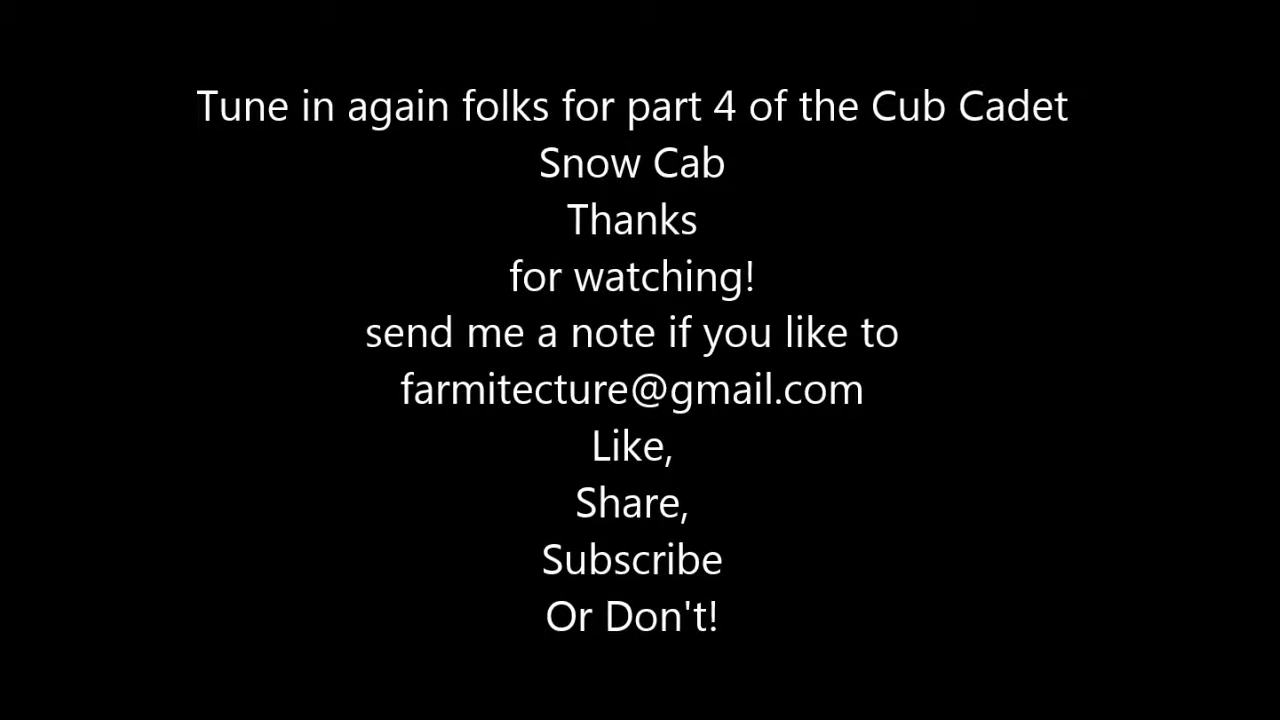 Tune in again folks for part 4 of the Cub Cadet
Snow Cab
Thanks
for watching!
send me a note if you like to
farmitecture@gmail.com
Like,
Share,
Subscribe
Or Don't!